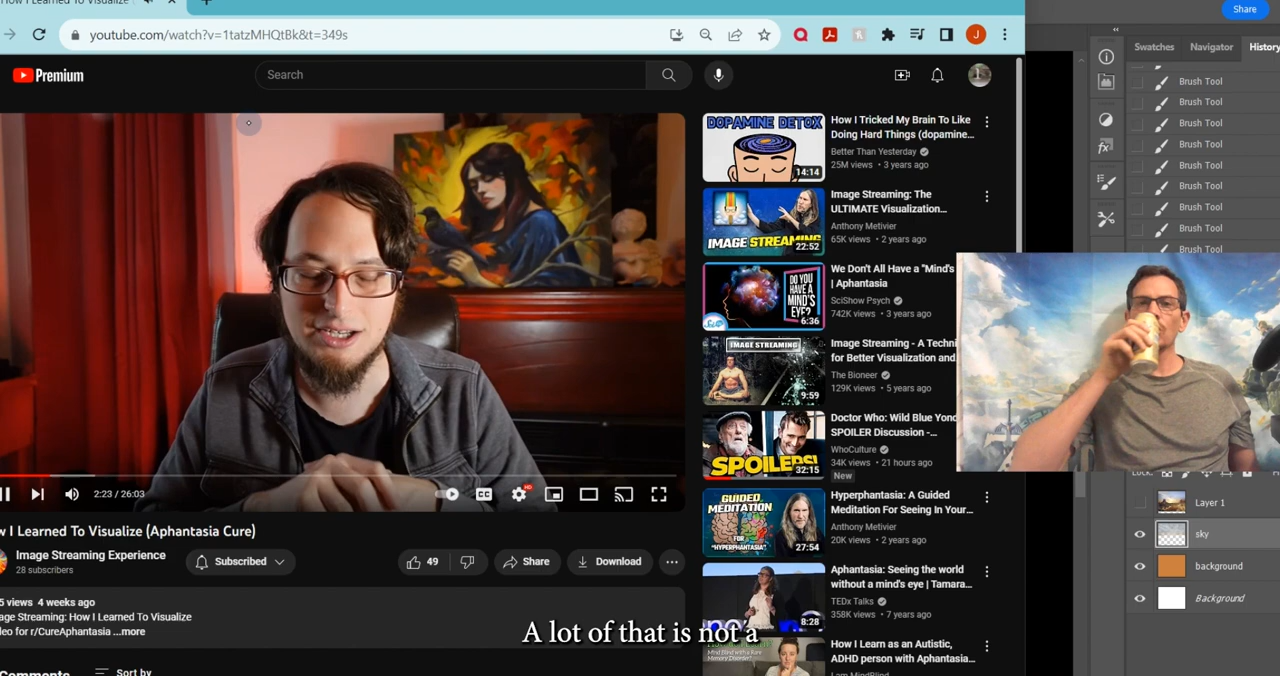 How I Learned To Visualize
youtube.com/watch?v=1tatzMHQtBk&t=349s
J
Share
Swatches
Navigator
History
Premium
Search
Brush Tool
Brush Tool
Brush Tool
Brush Tool
Brush Tool
Brush Tool
Brush Tool
Brush Tool
Brush Tool
DOPAMINE DETOX
14:14
How I Tricked My Brain To Like
Doing Hard Things (dopamine...
Better Than Yesterday
25M views • 3 years ago
IMAGE STREAMING
22:52
Image Streaming: The
ULTIMATE Visualization...
Anthony Metivier
65K views • 2 years ago
DO YOU
HAVE A
MIND'S
EYE?
6:36
We Don't All Have a "Mind's
| Aphantasia
SciShow Psych
742K views • 3 years ago
IMAGE STREAMING
9:59
Image Streaming - A Techni
for Better Visualization and
The Bioneer
129K views • 5 years ago
SPOILERS!
32:15
Doctor Who: Wild Blue Yond
SPOILER Discussion -...
WhoCulture
34K views • 21 hours ago
New
GUIDED
MEDITATION
FOR "HYPERPHANTASIA"
27:54
Hyperphantasia: A Guided
Meditation For Seeing In Your...
Anthony Metivier
20K views • 2 years ago
8:28
Aphantasia: Seeing the world
without a mind's eye | Tamara...
TEDx Talks
358K views • 7 years ago
How I Learn as an Autistic,
ADHD person with Aphantasia...
I am MindBlind
2:23 / 26:03
CC
HD
w I Learned To Visualize (Aphantasia Cure)
Image Streaming Experience
28 subscribers
Subscribed
49
Share
Download
5 views 4 weeks ago
age Streaming: How I Learned To Visualize
deo for r/CureAphantasia ...more
omments
Sort by
A lot of that is not a
Lock:
Layer 1
sky
background
Background